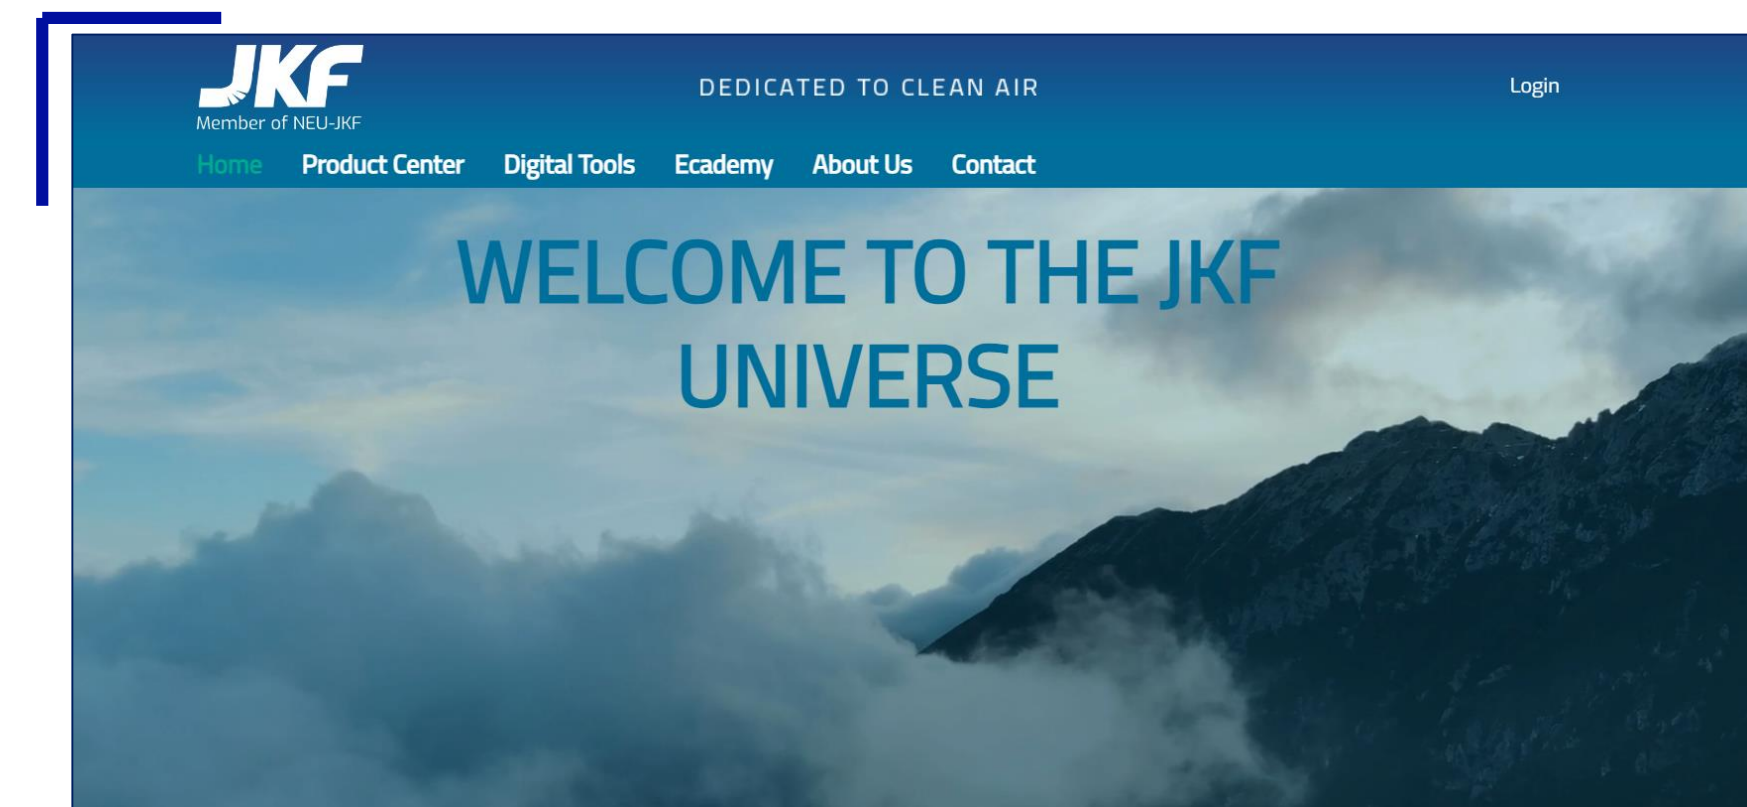 JKF
Member of NEU-JKF
DEDICATED TO CLEAN AIR
Login
Home Product Center Digital Tools Ecademy About Us Contact
WELCOME TO THE JKF
UNIVERSE